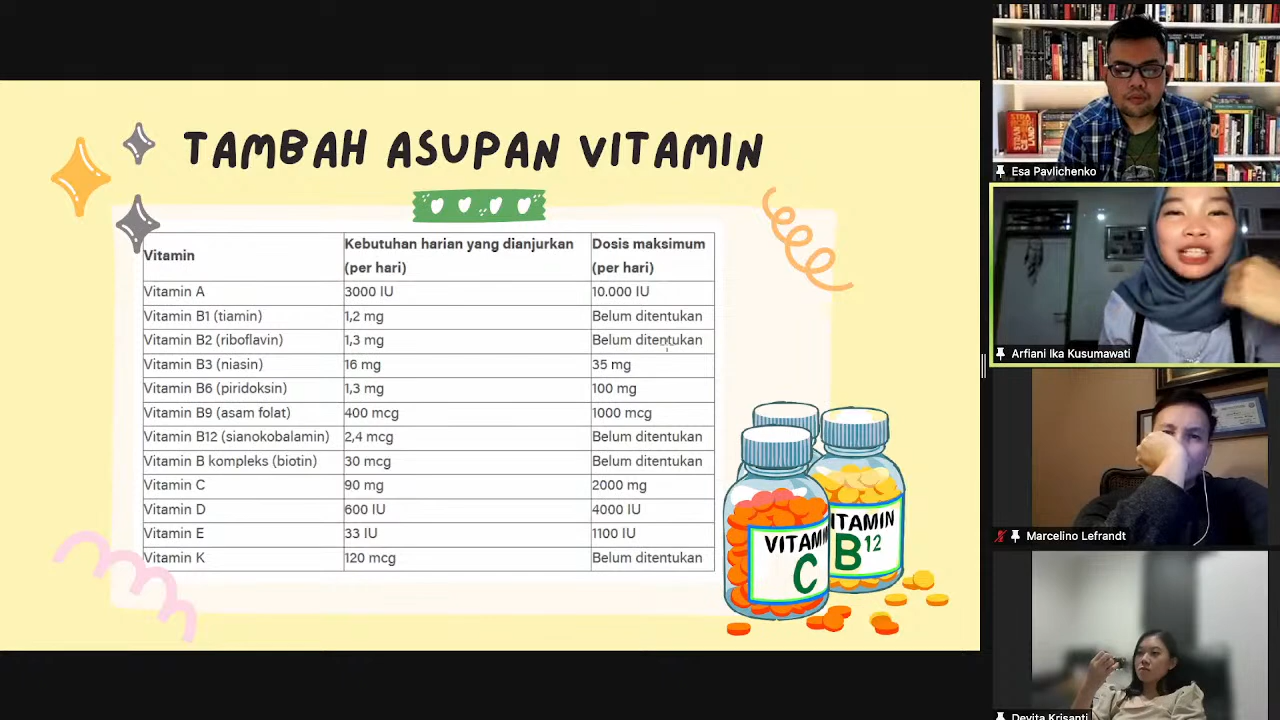 TAMBAH ASUPAN VITAMIN
Vitamin Kebutuhan harian yang dianjurkan (per hari) Dosis maksimum (per hari)
Vitamin A 3000 IU 10.000 IU
Vitamin B1 (tiamin) 1,2 mg Belum ditentukan
Vitamin B2 (riboflavin) 1,3 mg Belum ditentukan
Vitamin B3 (niasin) 16 mg 35 mg
Vitamin B6 (piridoksin) 1,3 mg 100 mg
Vitamin B9 (asam folat) 400 mcg 1000 mcg
Vitamin B12 (sianokobalamin) 2,4 mcg Belum ditentukan
Vitamin B kompleks (biotin) 30 mcg Belum ditentukan
Vitamin C 90 mg 2000 mg
Vitamin D 600 IU 4000 IU
Vitamin E 33 IU 1100 IU
Vitamin K 120 mcg Belum ditentukan
VITAMIN
C
VITAMIN
B12
Esa Pavlichenko
Arfiani Ika Kusumawati
Marcelino Lefrandt
Devita Krisanti